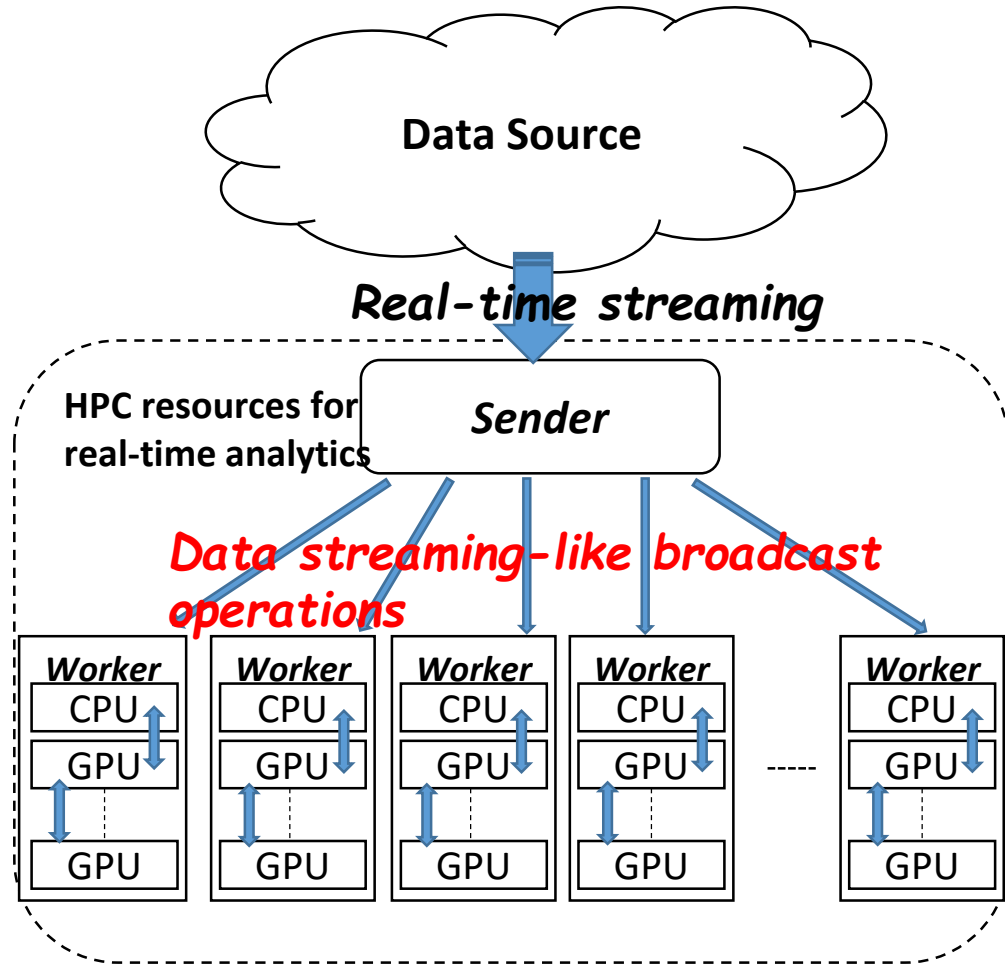 Data Source
Real-time streaming
HPC resources for
real-time analytics
Sender
Data streaming-like broadcast
operations
Worker Worker Worker Worker Worker
CPU CPU CPU CPU CPU
GPU GPU GPU GPU GPU
GPU GPU GPU GPU GPU